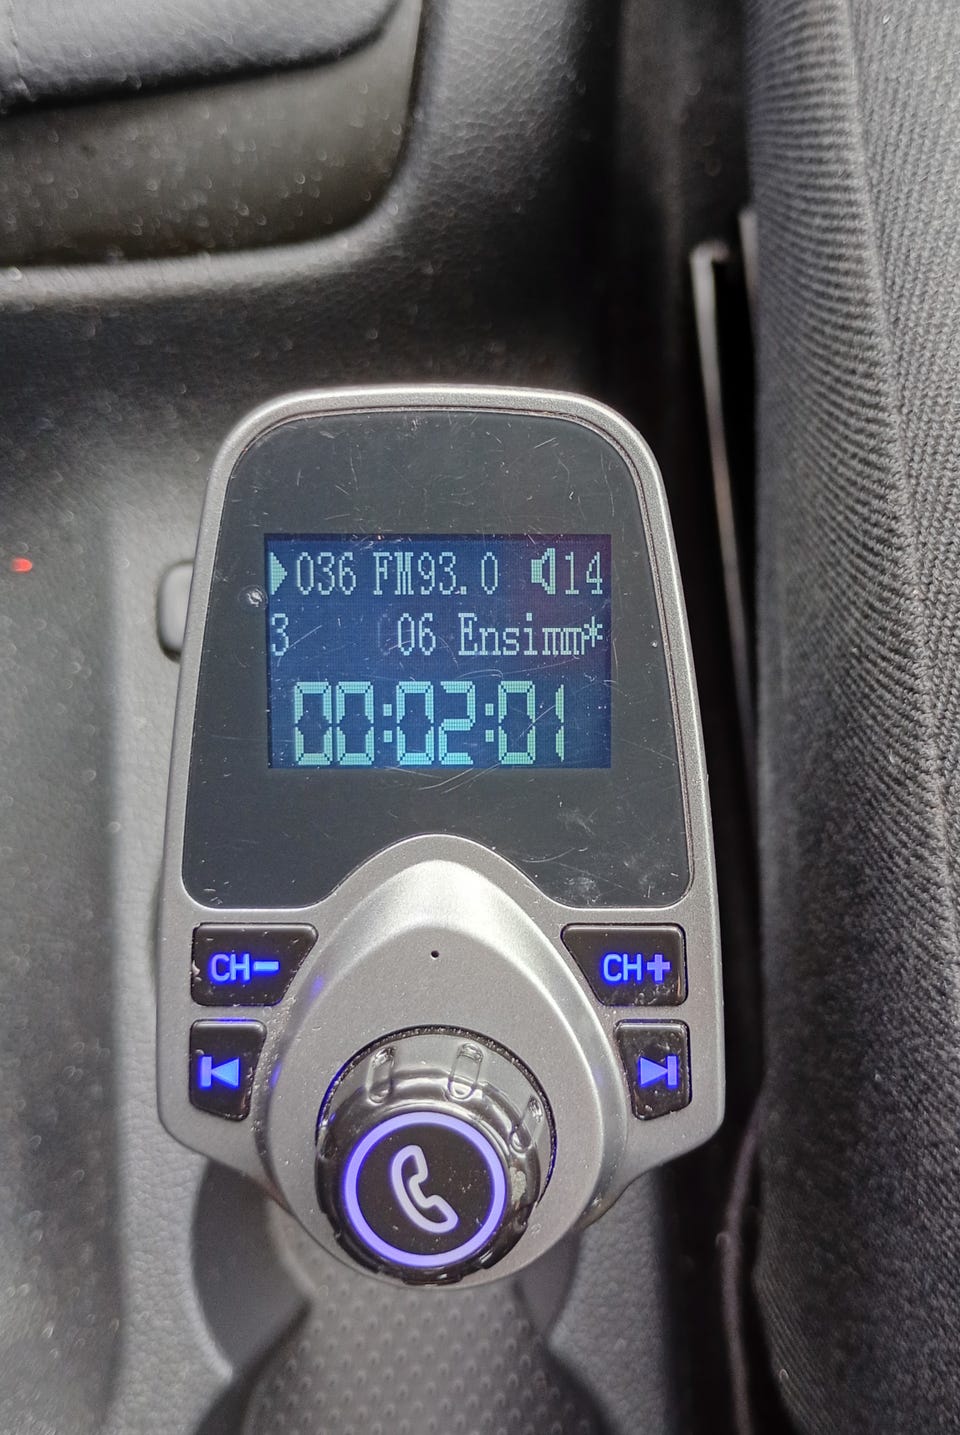 036 FM93.0 14
3 06 Ensimm*
00:02:01
CH- CH+